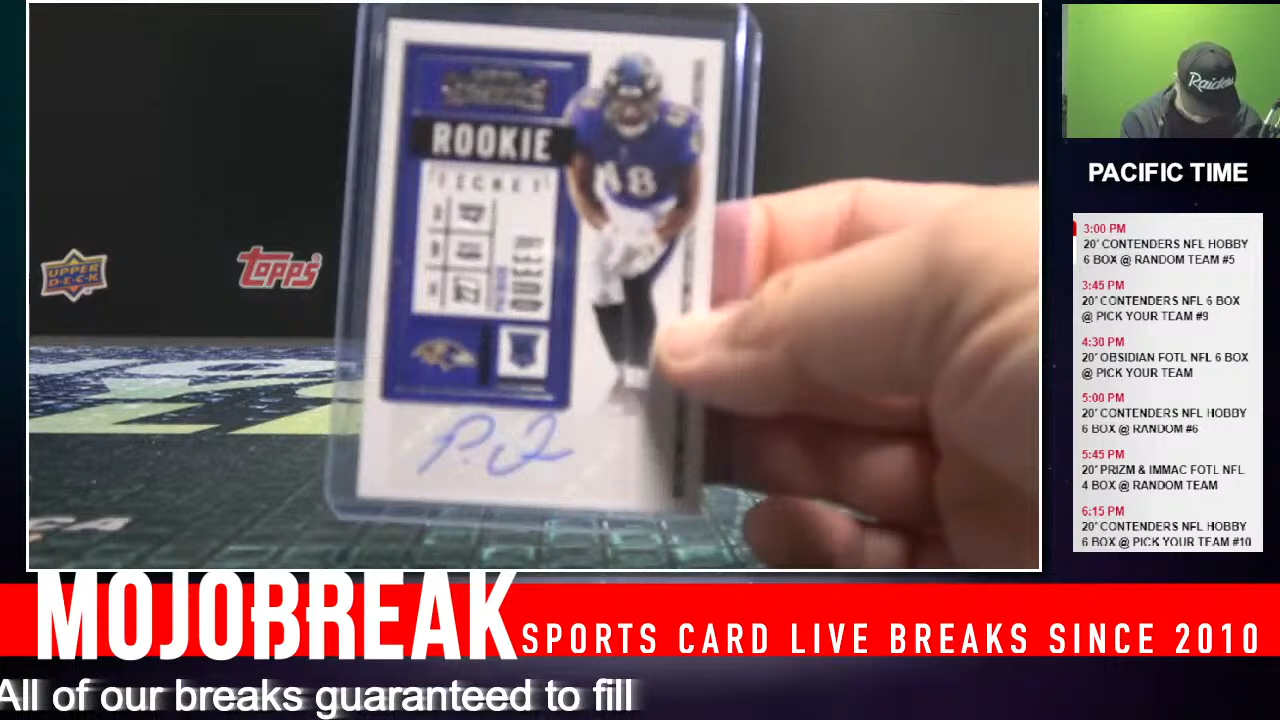 ROOKIE
TICKET
QUEEN
48
UPPER
DECK
topps
Raiders
PACIFIC TIME
3:00 PM
20' CONTENDERS NFL HOBBY
6 BOX @ RANDOM TEAM #5
3:45 PM
20' CONTENDERS NFL 6 BOX
@ PICK YOUR TEAM #9
4:30 PM
20' OBSIDIAN FOTL NFL 6 BOX
@ PICK YOUR TEAM
5:00 PM
20' CONTENDERS NFL HOBBY
6 BOX @ RANDOM #6
5:45 PM
20' PRIZM & IMMAC FOTL NFL
4 BOX @ RANDOM TEAM
6:15 PM
20' CONTENDERS NFL HOBBY
6 BOX @ PICK YOUR TEAM #10
MOJOBREAK
SPORTS CARD LIVE BREAKS SINCE 2010
All of our breaks guaranteed to fill